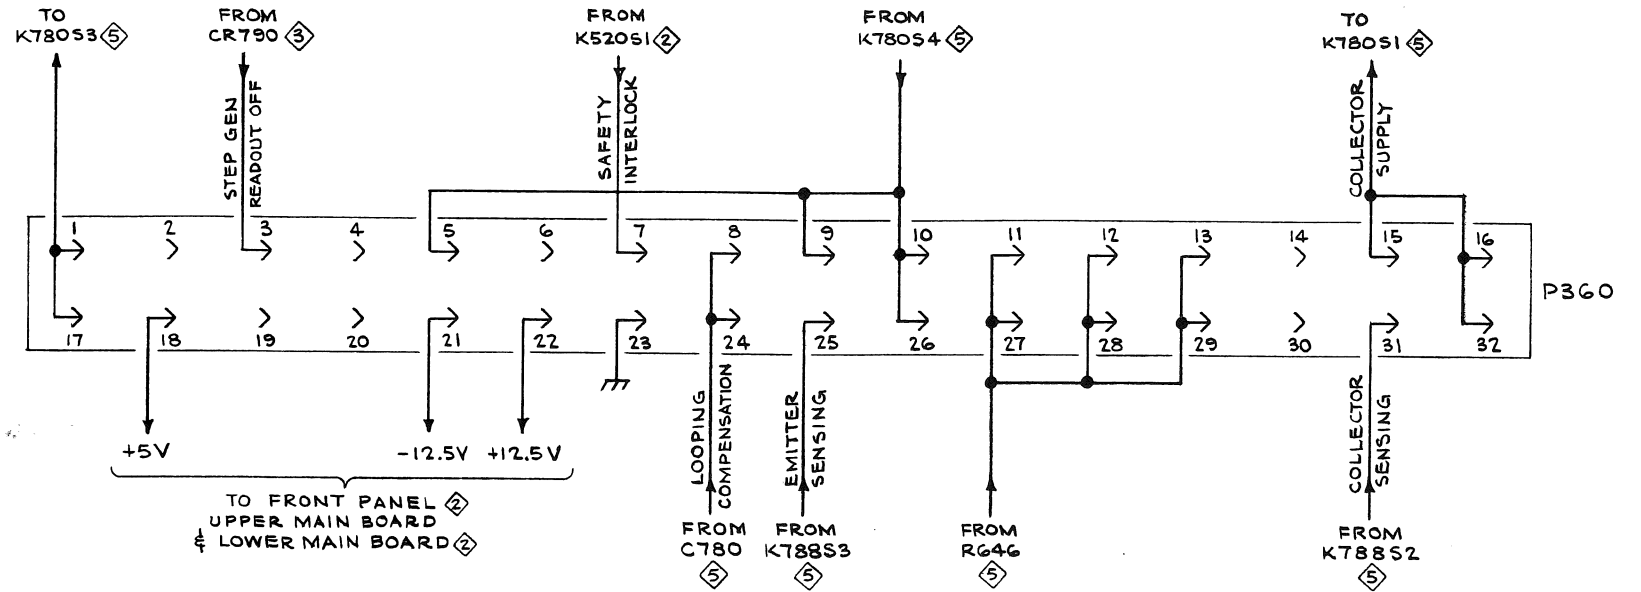 TO
K780S3 5
FROM
CR790 3
FROM
K520S1 2
FROM
K780S4 5
TO
K780S1 5
STEP GEN
READOUT OFF
SAFETY
INTERLOCK
COLLECTOR
SUPPLY
1 2 3 4 5 6 7 8 9 10 11 12 13 14 15 16
P360
17 18 19 20 21 22 23 24 25 26 27 28 29 30 31 32
+5V
-12.5V
+12.5V
TO FRONT PANEL 2
UPPER MAIN BOARD
& LOWER MAIN BOARD 2
LOOPING
COMPENSATION
EMITTER
SENSING
COLLECTOR
SENSING
FROM
C780
5
FROM
K788S3
5
FROM
R646
5
FROM
K788S2
5